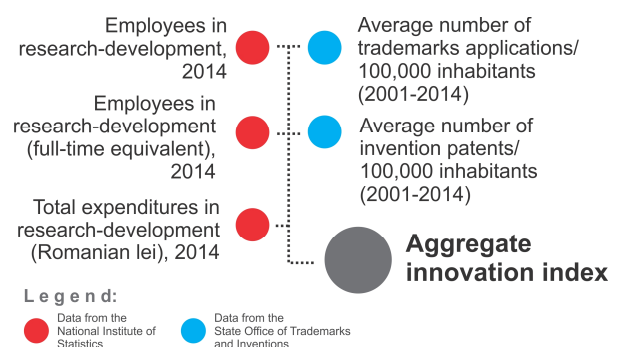 Employees in
research-development,
2014
Average number of
trademarks applications/
100,000 inhabitants
(2001-2014)
Employees in
research-development
(full-time equivalent),
2014
Average number of
invention patents/
100,000 inhabitants
(2001-2014)
Total expenditures in
research-development
(Romanian lei), 2014
Aggregate
innovation index
Legend:
Data from the
National Institute of
Statistics
Data from the
State Office of Trademarks
and Inventions